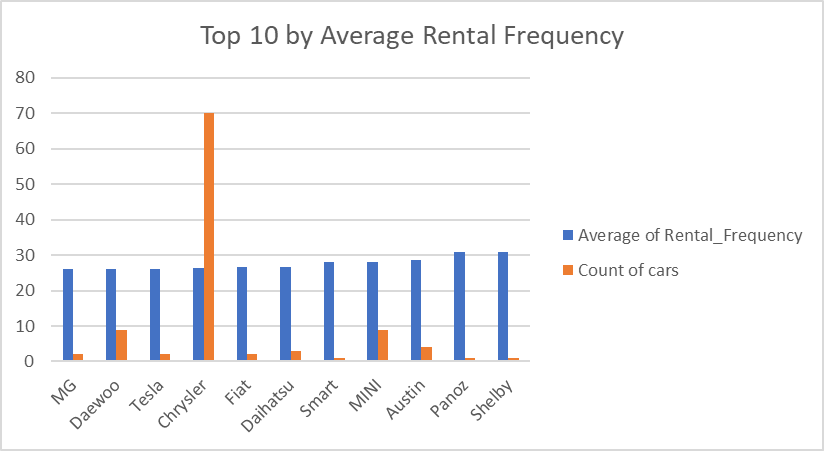 Top 10 by Average Rental Frequency
80
70
60
50
40
30
20
10
0
MG
Daewoo
Tesla
Chrysler
Fiat
Daihatsu
Smart
MINI
Austin
Panoz
Shelby
Average of Rental_Frequency
Count of cars